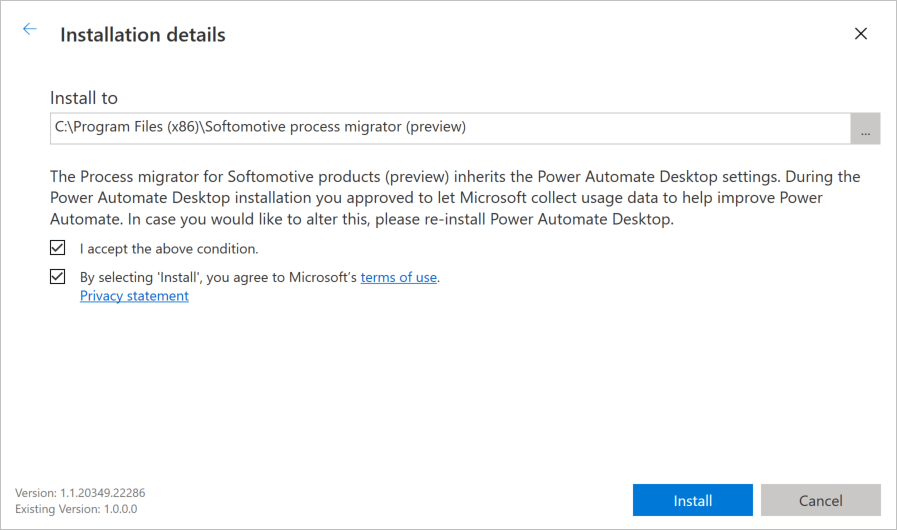 Installation details
Install to
C:\Program Files (x86)\Softomotive process migrator (preview)
...
The Process migrator for Softomotive products (preview) inherits the Power Automate Desktop settings. During the
Power Automate Desktop installation you approved to let Microsoft collect usage data to help improve Power
Automate. In case you would like to alter this, please re-install Power Automate Desktop.
I accept the above condition.
By selecting 'Install', you agree to Microsoft's terms of use.
Privacy statement
Version: 1.1.20349.22286
Existing Version: 1.0.0.0
Install
Cancel